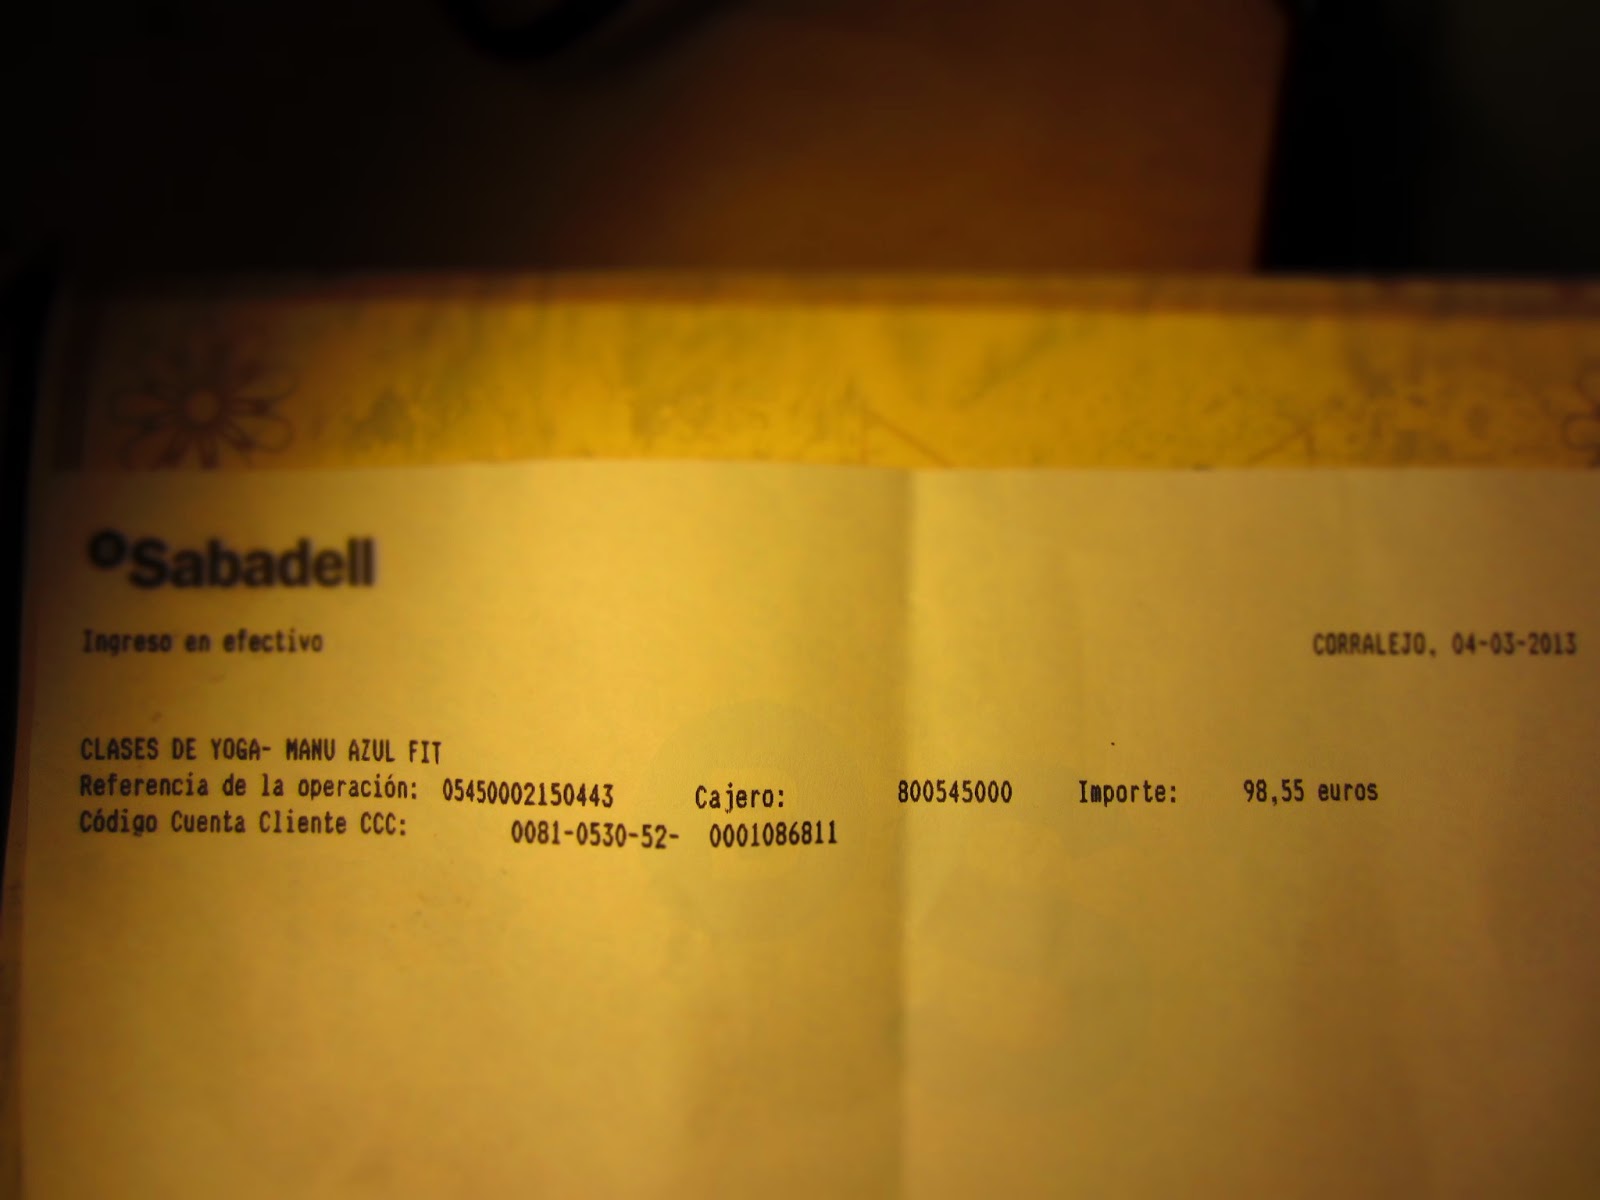 Sabadell
Ingreso en efectivo CORRALEJO, 04-03-2013
CLASES DE YOGA- MANU AZUL FIT
Referencia de la operación: 05450002150443 Cajero: 800545000 Importe: 98,55 euros
Código Cuenta Cliente CCC: 0081-0530-52- 0001086811